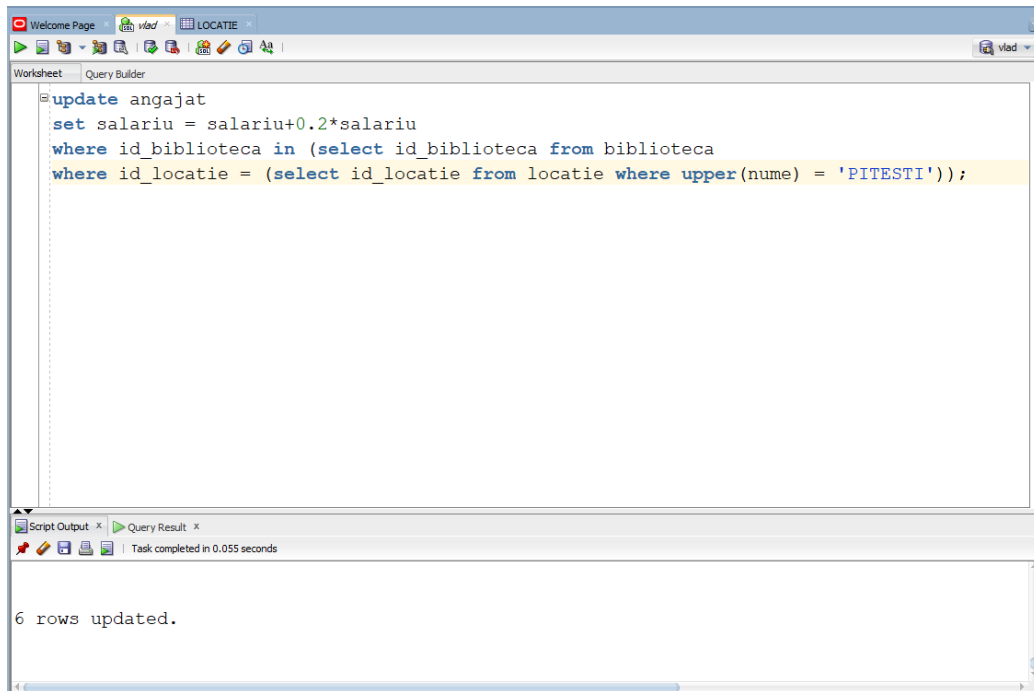 Welcome Page vlad LOCATIE
vlad
Worksheet Query Builder
update angajat
set salariu = salariu+0.2*salariu
where id_biblioteca in (select id_biblioteca from biblioteca
where id_locatie = (select id_locatie from locatie where upper(nume) = 'PITESTI'));
Script Output x Query Result x
Task completed in 0.055 seconds
6 rows updated.